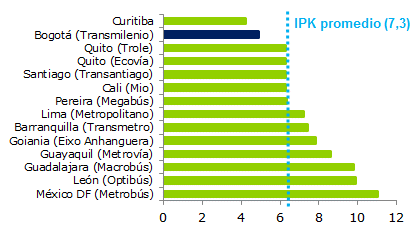 Curitiba
IPK promedio (7,3)
Bogotá (Transmilenio)
Quito (Trole)
Quito (Ecovía)
Santiago (Transantiago)
Cali (Mio)
Pereira (Megabús)
Lima (Metropolitano)
Barranquilla (Transmetro)
Goiania (Eixo Anhanguera)
Guayaquil (Metrovía)
Guadalajara (Macrobús)
León (Optibús)
México DF (Metrobús)
0 2 4 6 8 10 12